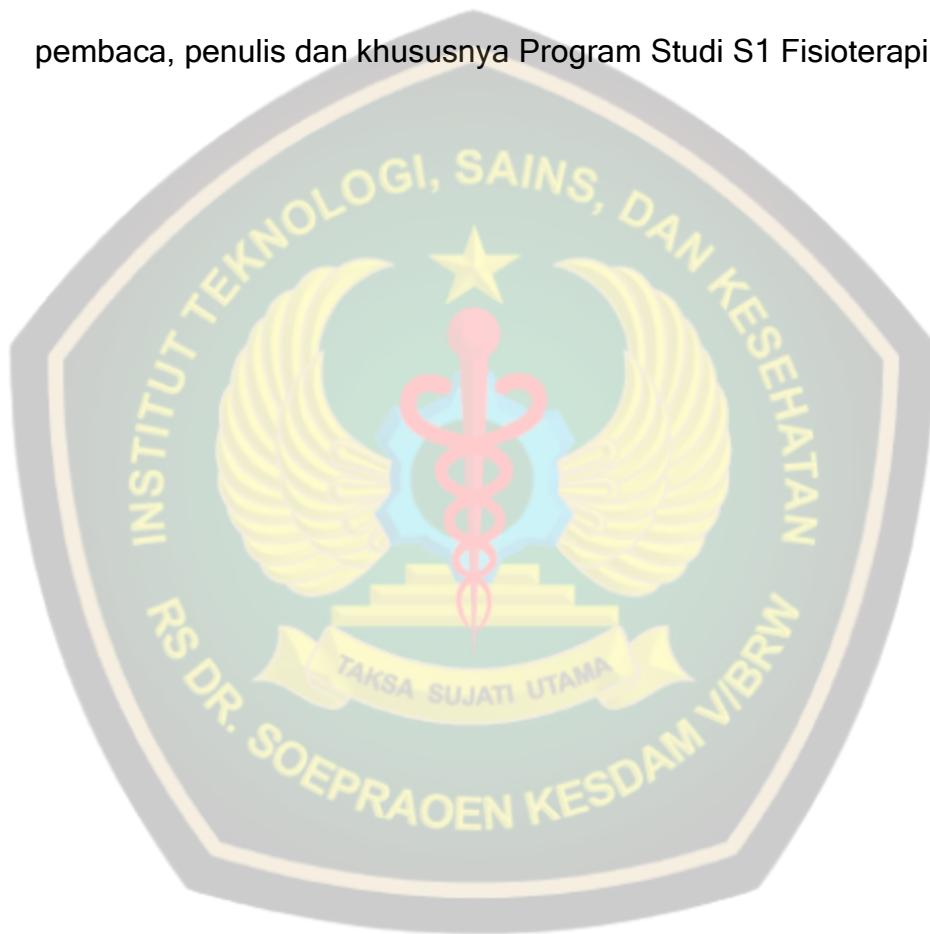 pembaca, penulis dan khususnya Program Studi S1 Fisioterapi
INSTITUT TEKNOLOGI, SAINS, DAN KESEHATAN
TAKSA SUJATI UTAMA
RS DR. SOEPRAOEN KESDAM V/BRW